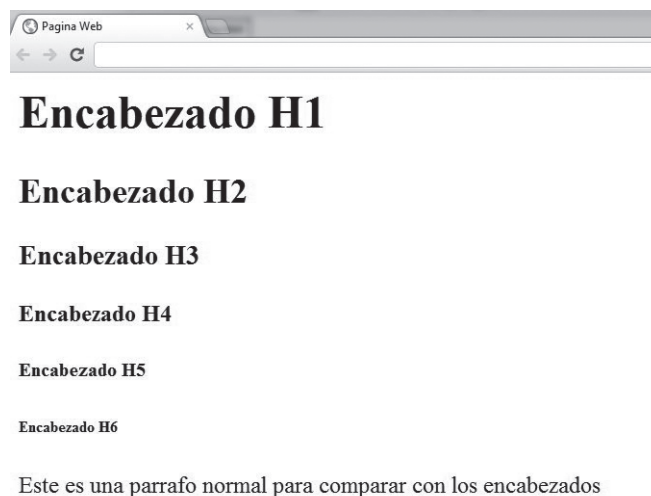 Pagina Web
Encabezado H1
Encabezado H2
Encabezado H3
Encabezado H4
Encabezado H5
Encabezado H6
Este es una parrafo normal para comparar con los encabezados